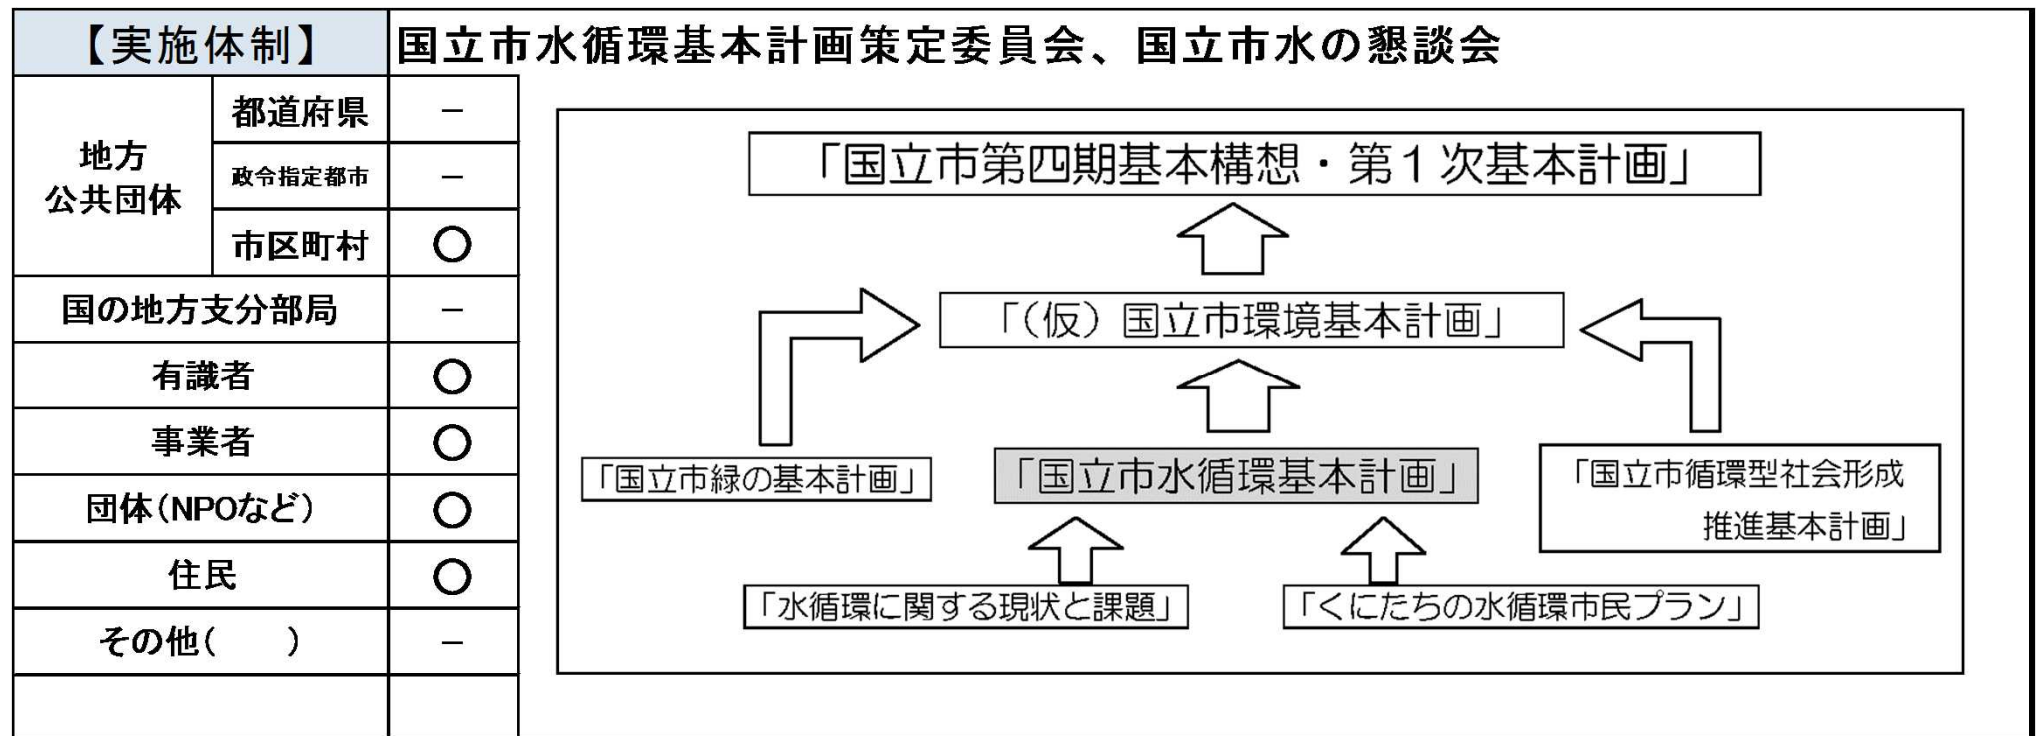 【実施体制】
国立市水循環基本計画策定委員会、国立市水の懇談会
地方
公共団体
都道府県
－
政令指定都市
－
市区町村
○
国の地方支分部局
－
有識者
○
事業者
○
団体（NPOなど）
○
住民
○
その他（　　）
－
「国立市第四期基本構想・第１次基本計画」
「（仮）国立市環境基本計画」
「国立市緑の基本計画」
「国立市水循環基本計画」
「国立市循環型社会形成
推進基本計画」
「水循環に関する現状と課題」
「くにたちの水循環市民プラン」